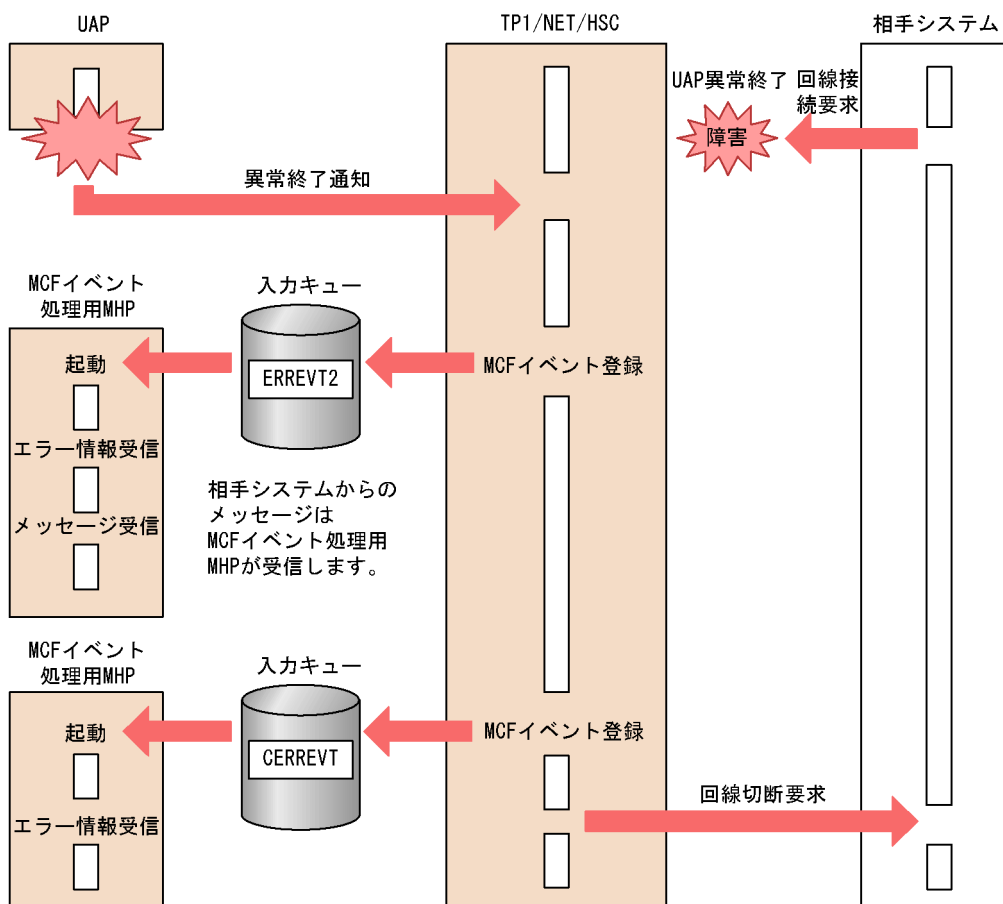 UAP
TP1/NET/HSC
相手システム
UAP異常終了
回線接
続要求
障害
異常終了通知
MCFイベント
処理用MHP
入力キュー
起動
ERREVT2
MCFイベント登録
エラー情報受信
メッセージ受信
相手システムからの
メッセージは
MCFイベント処理用
MHPが受信します。
MCFイベント
処理用MHP
入力キュー
起動
CERREVT
MCFイベント登録
回線切断要求
エラー情報受信